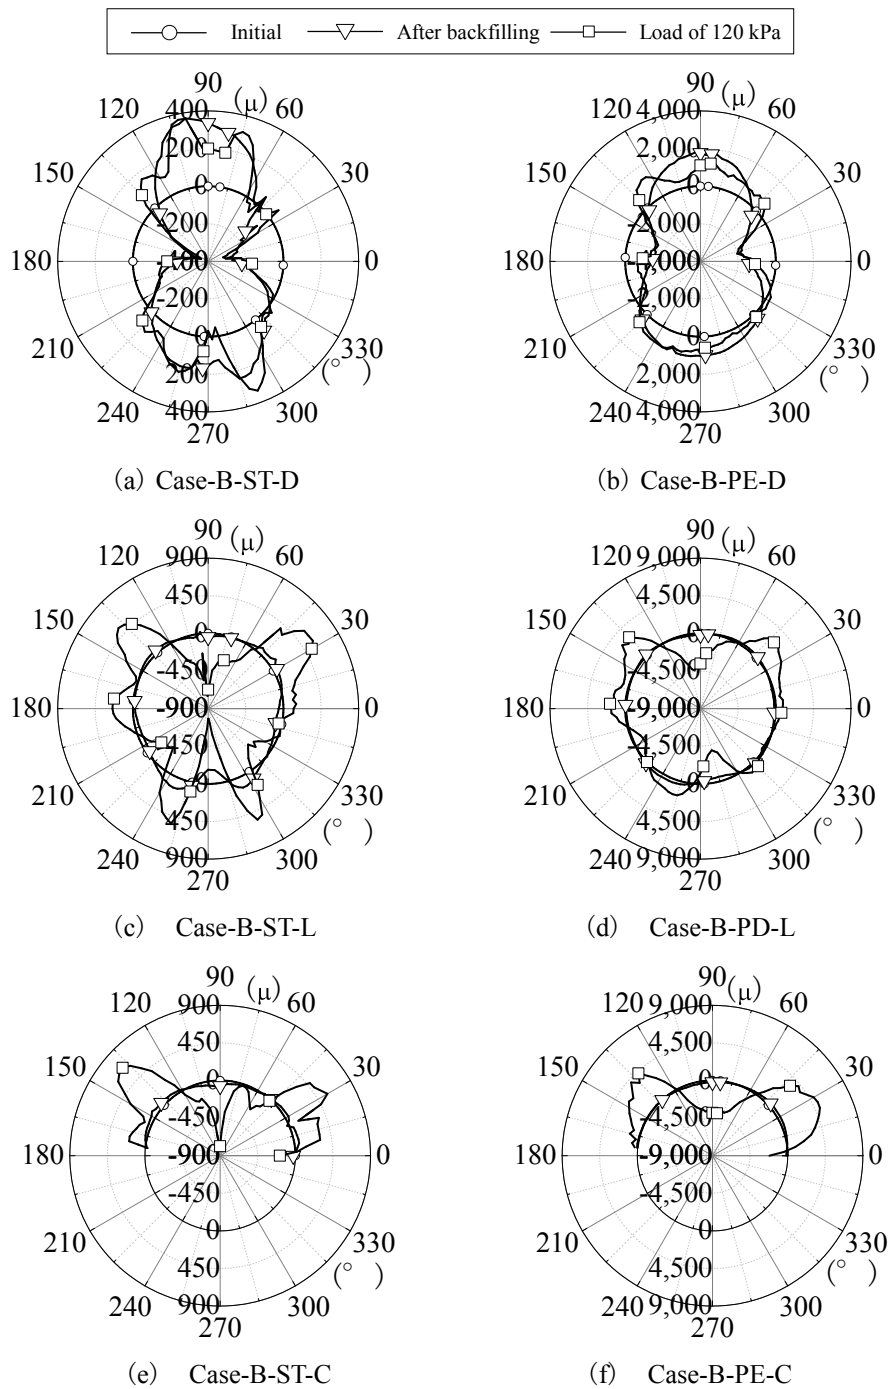 Initial After backfilling Load of 120 kPa
90 (μ) 90 (μ)
120 400 60 120 4,000 60
200 2,000
150 0 30 150 0 30
-200 -2,000
180 -400 0 180 -4,000 0
-200 -2,000
210 0 330 210 0 330
200 (° ) 2,000 (° )
240 400 300 240 4,000 300
270 270
(a) Case-B-ST-D (b) Case-B-PE-D
90 (μ) 90 (μ)
120 900 60 120 9,000 60
450 4,500
150 0 30 150 0 30
-450 -4,500
180 -900 0 180 -9,000 0
-450 -4,500
210 0 330 210 0 330
450 (° ) 4,500 (° )
240 900 300 240 9,000 300
270 270
(c) Case-B-ST-L (d) Case-B-PD-L
90 (μ) 90 (μ)
120 900 60 120 9,000 60
450 4,500
150 0 30 150 0 30
-450 -4,500
180 -900 0 180 -9,000 0
-450 -4,500
210 0 330 210 0 330
450 (° ) 4,500 (° )
240 900 300 240 9,000 300
270 270
(e) Case-B-ST-C (f) Case-B-PE-C